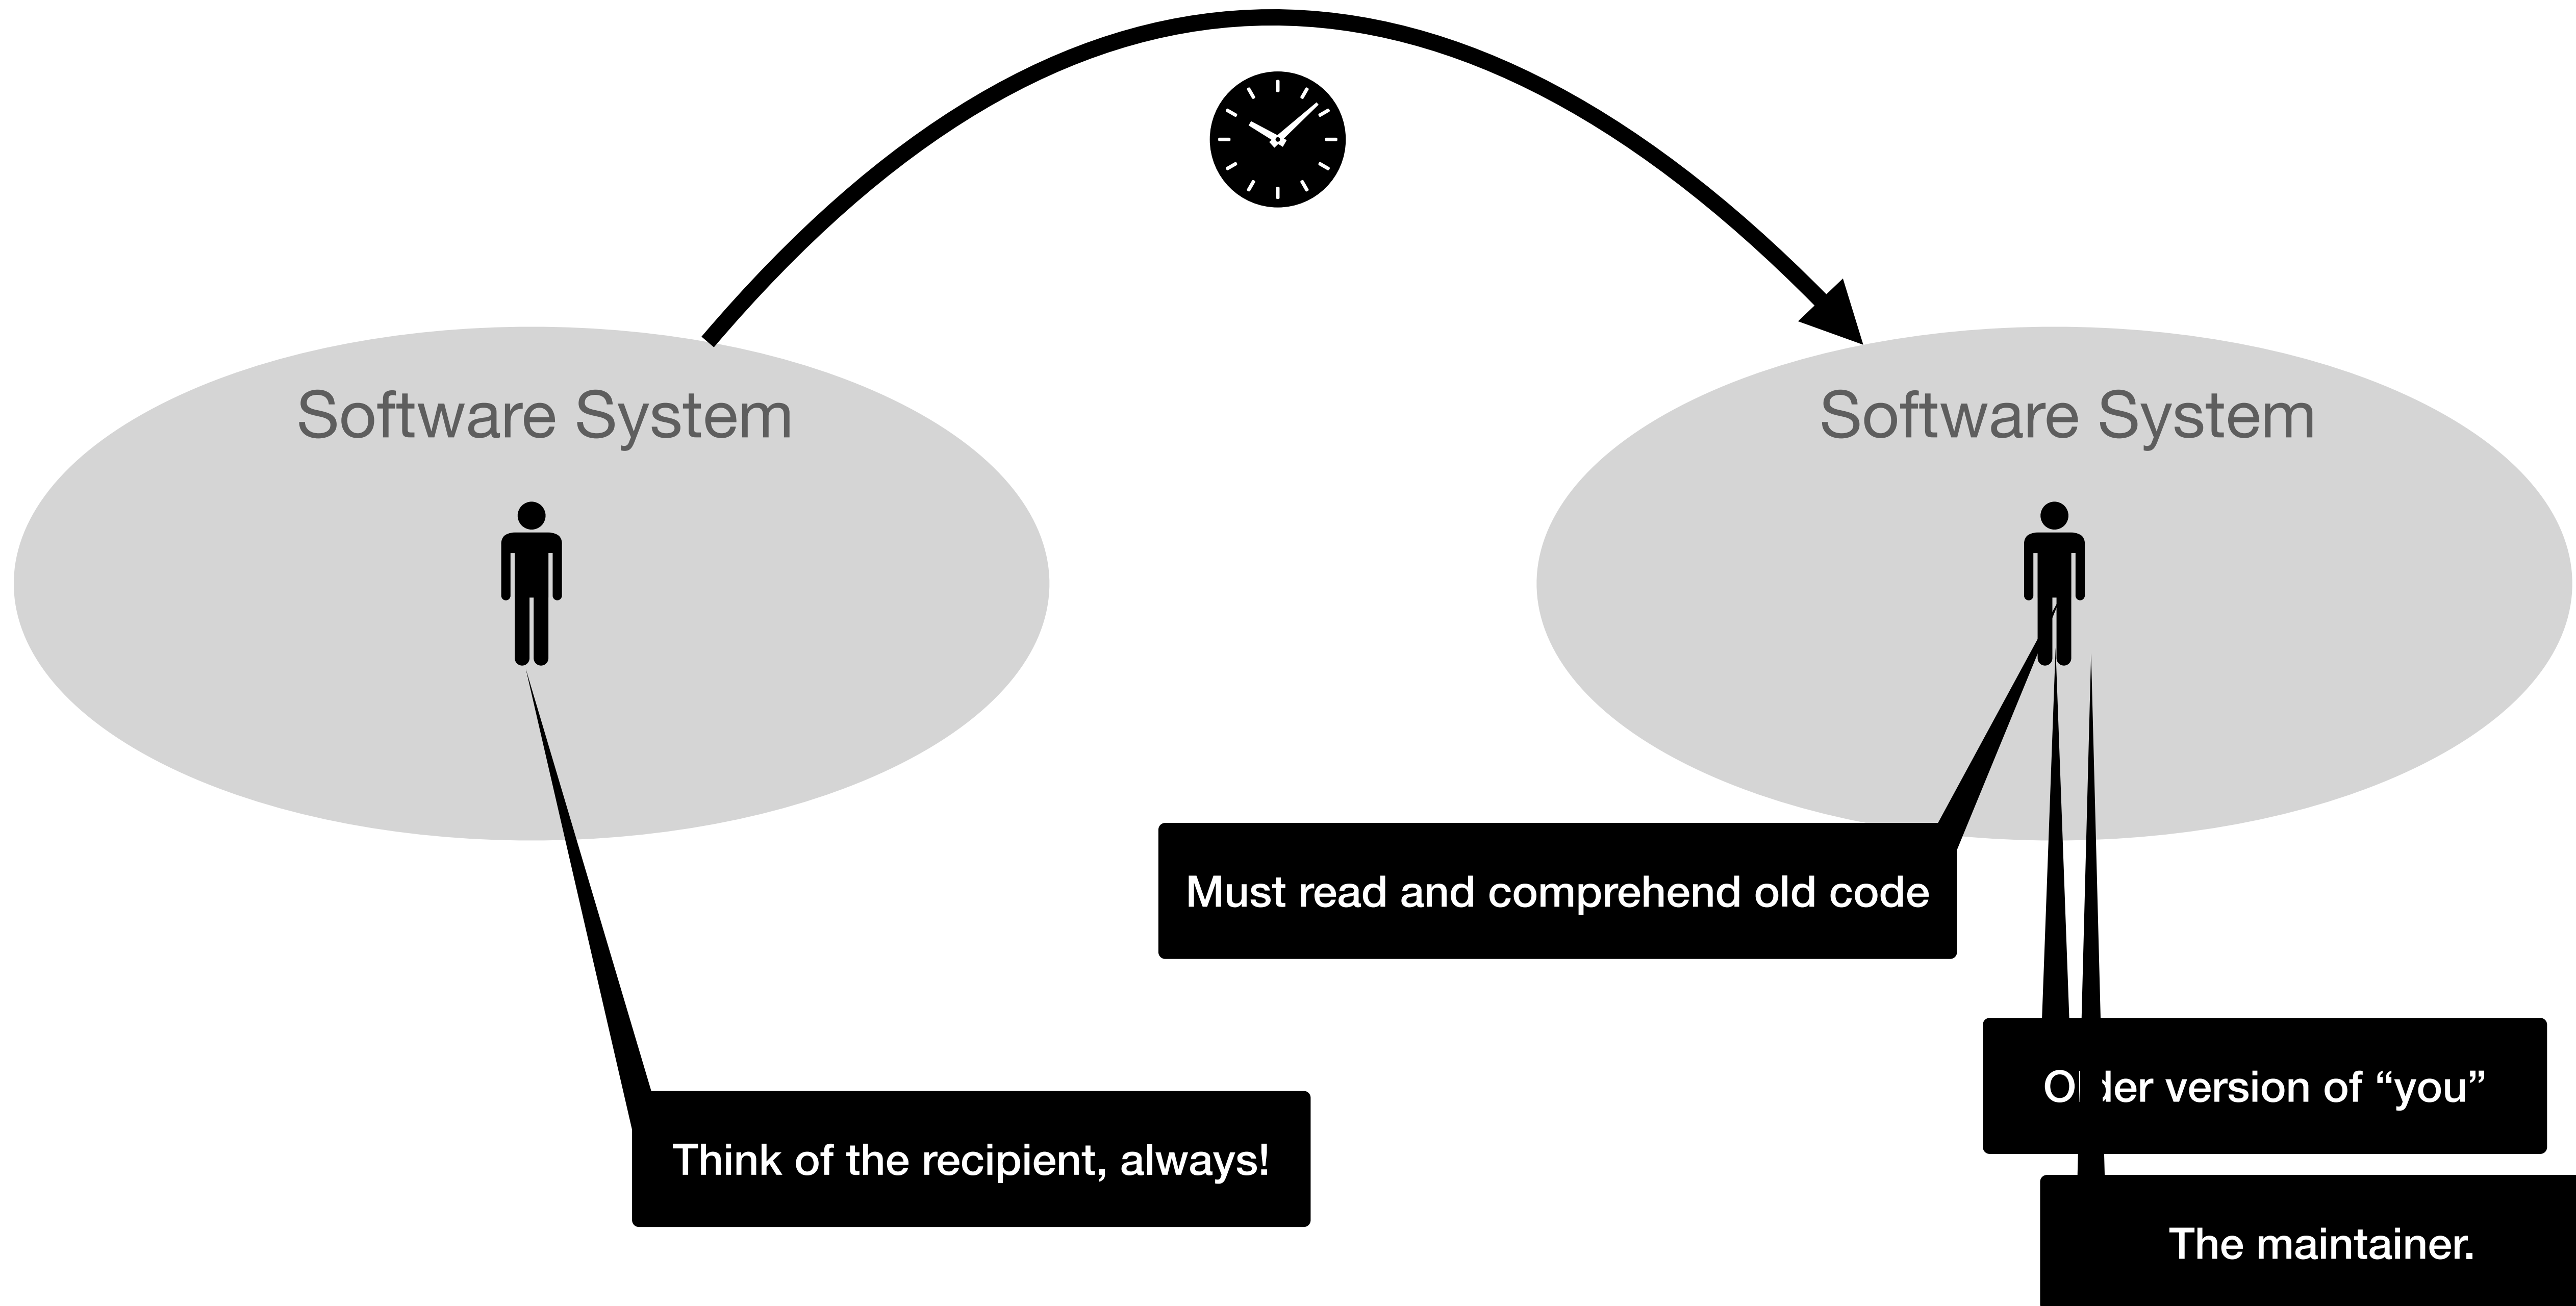 Software System
Software System
Must read and comprehend old code
Older version of “you”
Think of the recipient, always!
The maintainer.